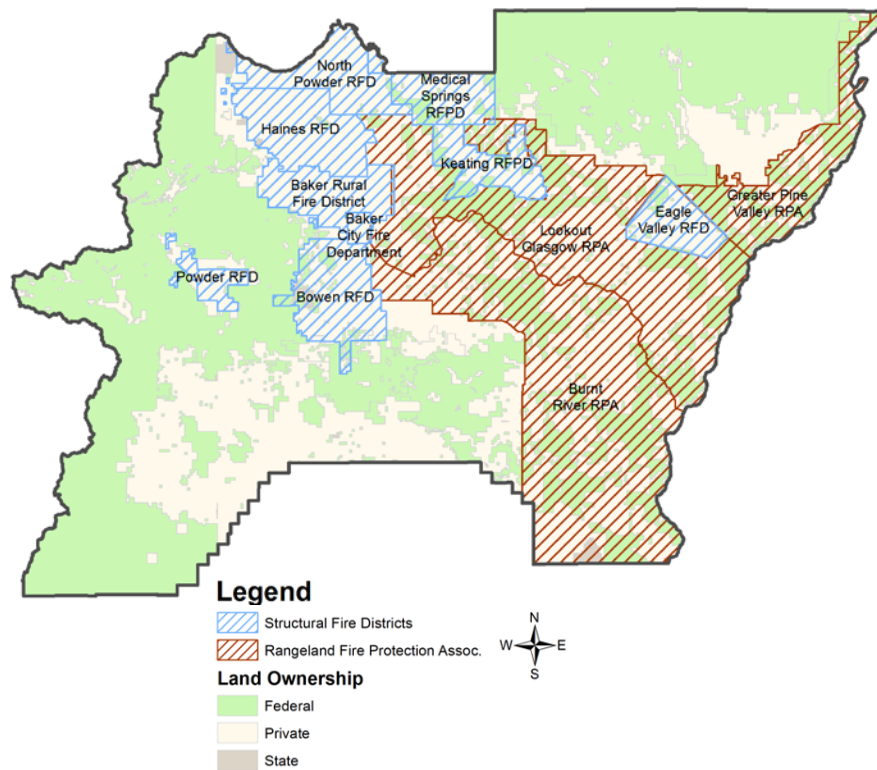 North
Powder RFD
Medical
Springs
RFPD
Haines RFD
Keating RFPD
Baker Rural
Fire District
Greater Pine
Valley RPA
Eagle
Valley RFD
Baker
City Fire
Department
Lookout
Glasgow RPA
Powder RFD
Bowen RFD
Burnt
River RPA
Legend
Structural Fire Districts
Rangeland Fire Protection Assoc.
N
W E
S
Land Ownership
Federal
Private
State